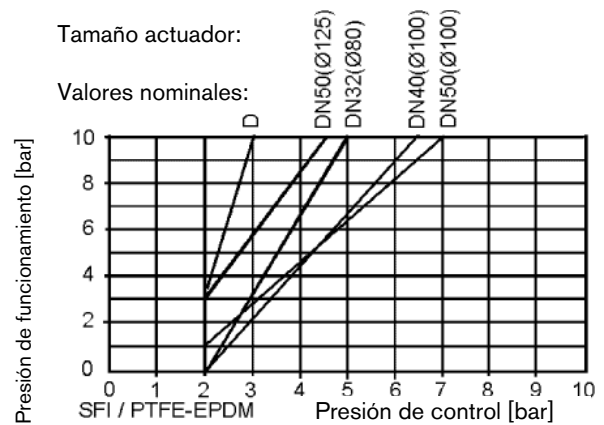 Tamaño actuador:
Valores nominales:
D
DN50(Ø125)
DN32(Ø80)
DN40(Ø100)
DN50(Ø100)
Presión de funcionamiento [bar]
10
8
6
4
2
0
0 1 2 3 4 5 6 7 8 9 10
SFI / PTFE-EPDM
Presión de control [bar]